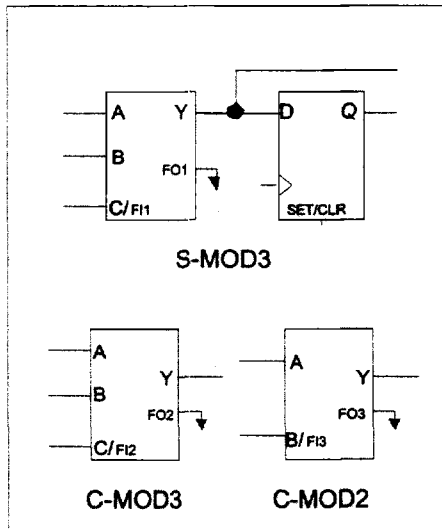 A Y D Q
B
FO1
C/FI1
SET/CLR
S-MOD3
A A
B Y Y
FO2 FO3
C/FI2 B/FI3
C-MOD3 C-MOD2